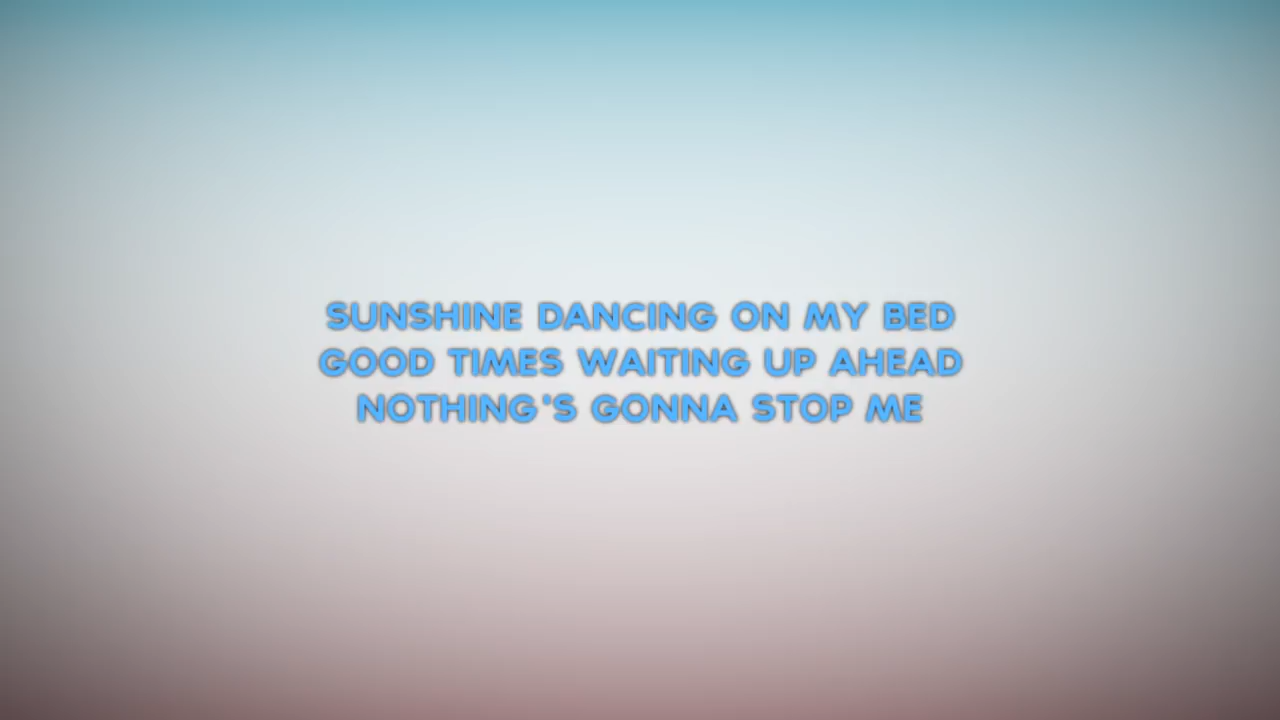 SUNSHINE DANCING ON MY BED
GOOD TIMES WAITING UP AHEAD
NOTHING'S GONNA STOP ME